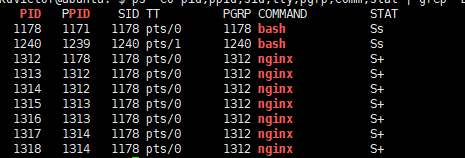 PID PPID SID TT PGRP COMMAND STAT
1178 1171 1178 pts/0 1178 bash Ss
1240 1239 1240 pts/1 1240 bash Ss
1312 1178 1178 pts/0 1312 nginx S+
1313 1312 1178 pts/0 1312 nginx S+
1314 1312 1178 pts/0 1312 nginx S+
1315 1313 1178 pts/0 1312 nginx S+
1316 1313 1178 pts/0 1312 nginx S+
1317 1314 1178 pts/0 1312 nginx S+
1318 1314 1178 pts/0 1312 nginx S+